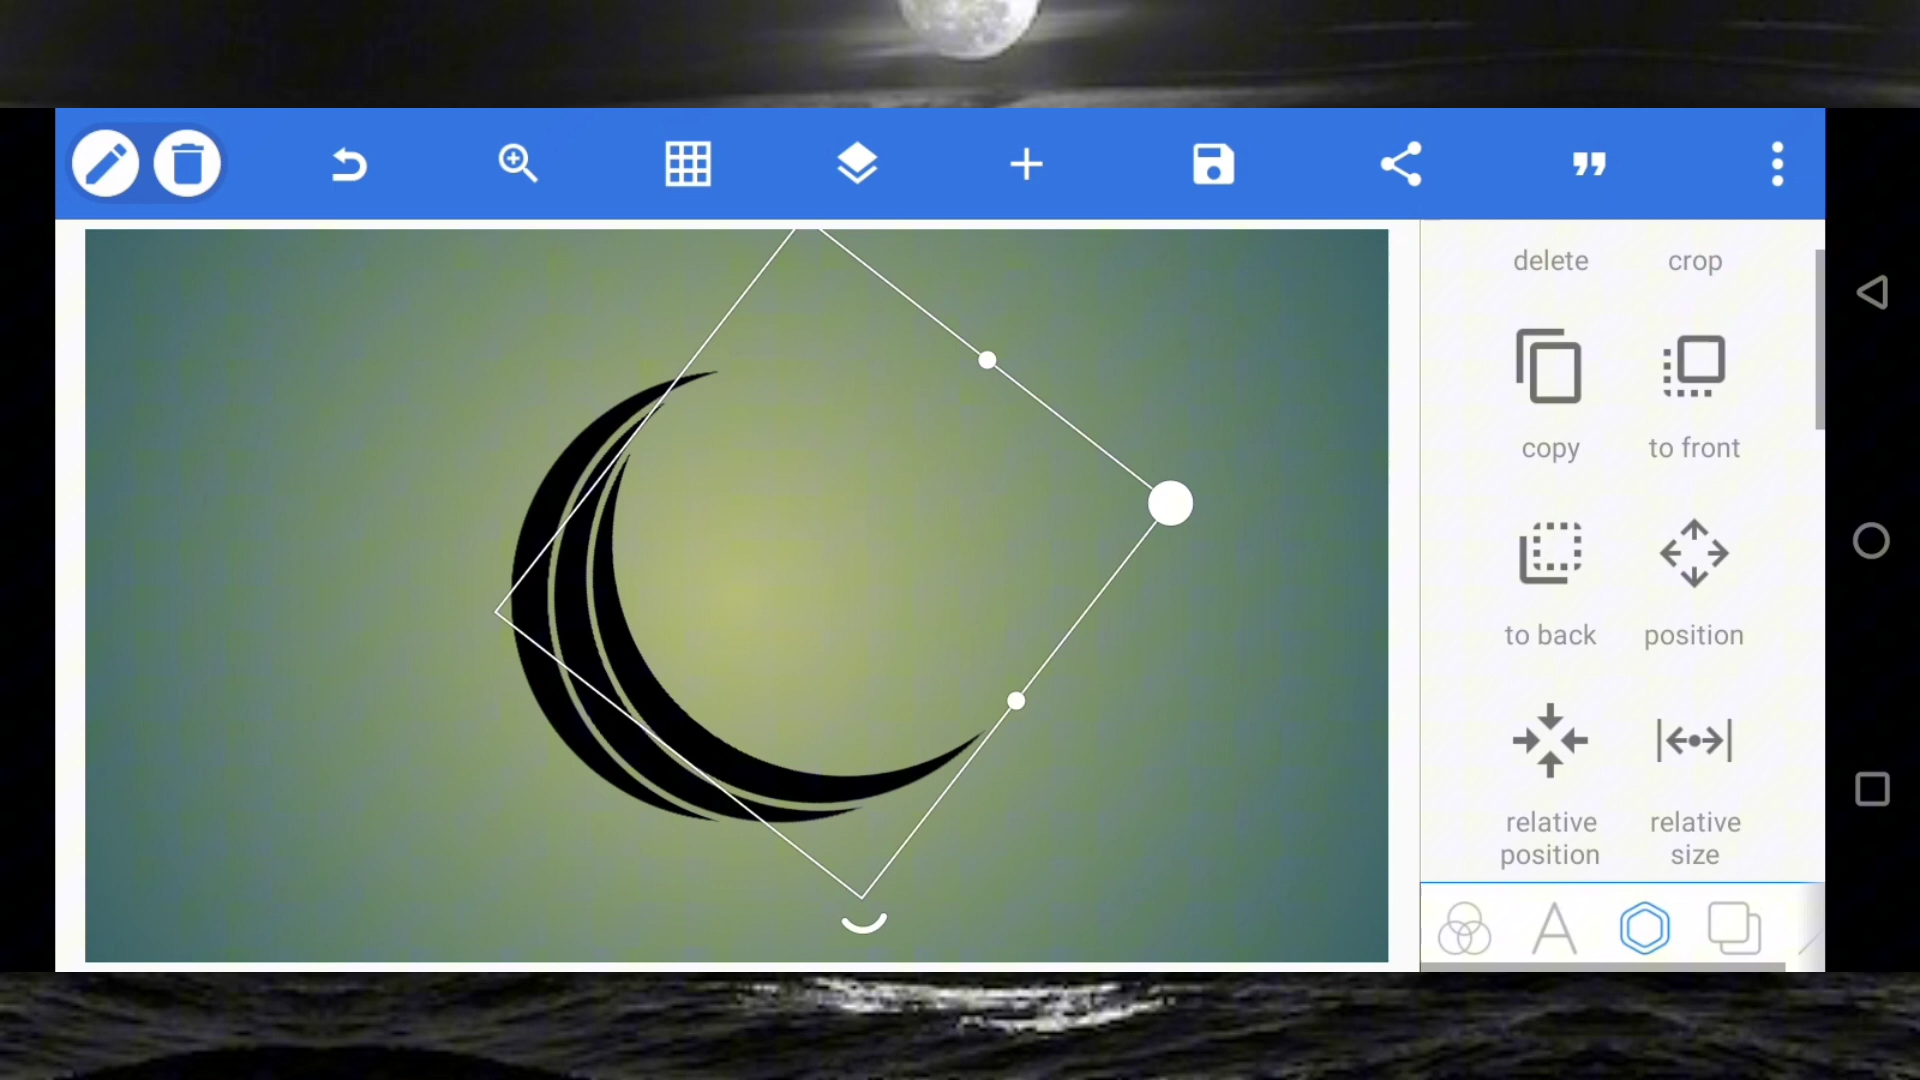 delete
crop
copy
to front
to back
position
relative
position
relative
size